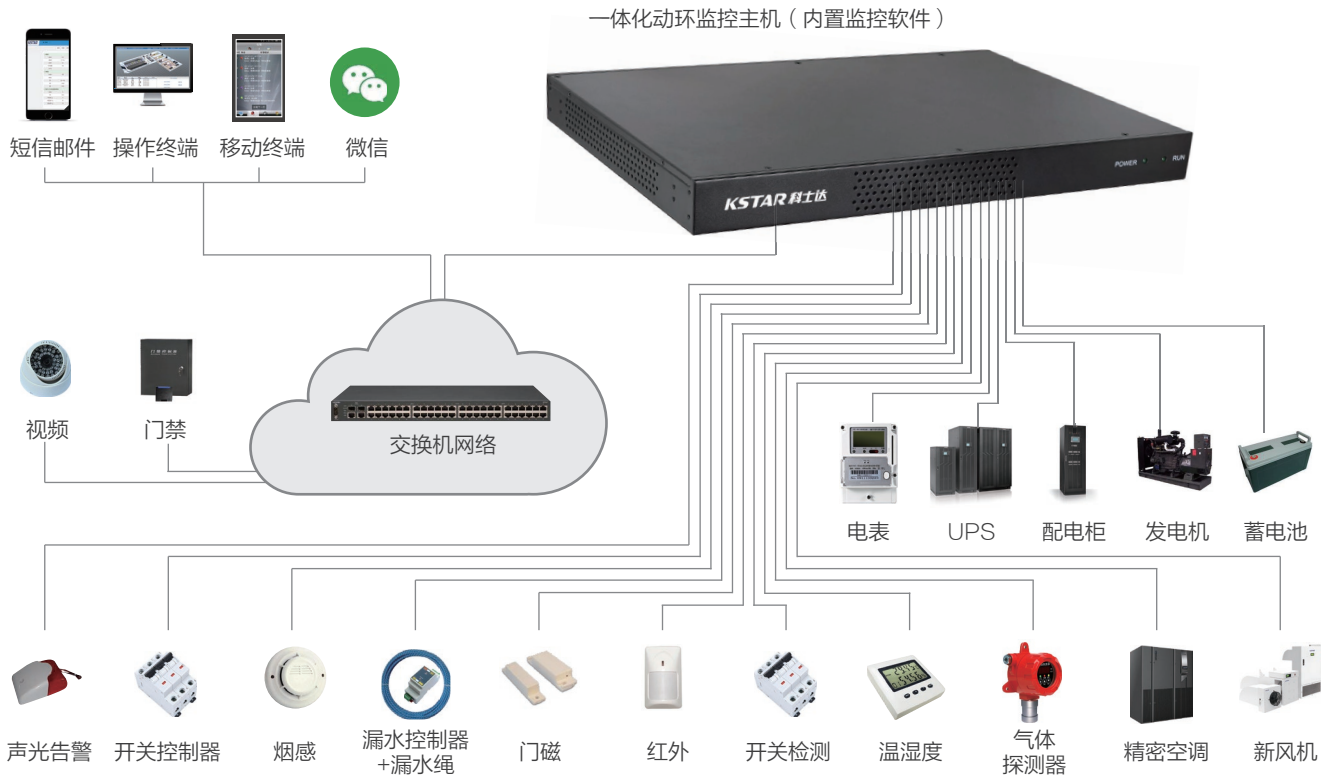 一体化动环监控主机（内置监控软件）
短信邮件 操作终端 移动终端 微信
POWER RUN
KSTAR 科士达
视频 门禁
交换机网络
电表 UPS 配电柜 发电机 蓄电池
声光告警 开关控制器 烟感 漏水控制器 门磁 红外 开关检测 温湿度 气体 精密空调 新风机
+漏水绳 探测器